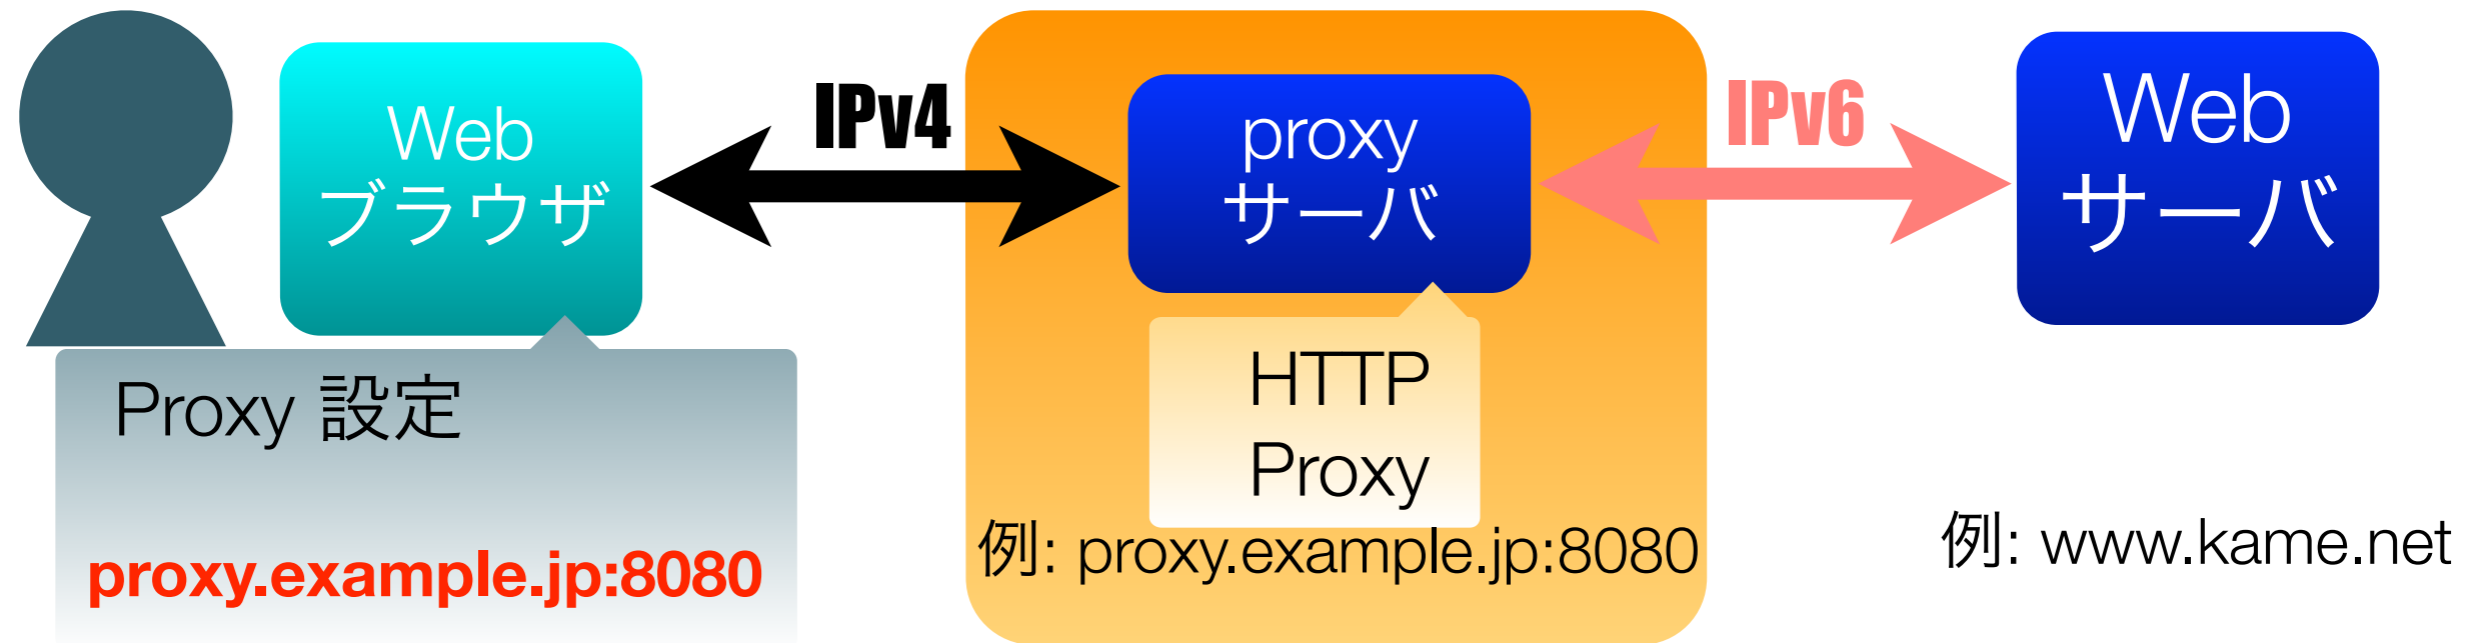 Web
ブラウザ
IPv4
proxy
サーバ
IPv6
Web
サーバ
Proxy 設定
proxy.example.jp:8080
HTTP
Proxy
例: proxy.example.jp:8080
例: www.kame.net